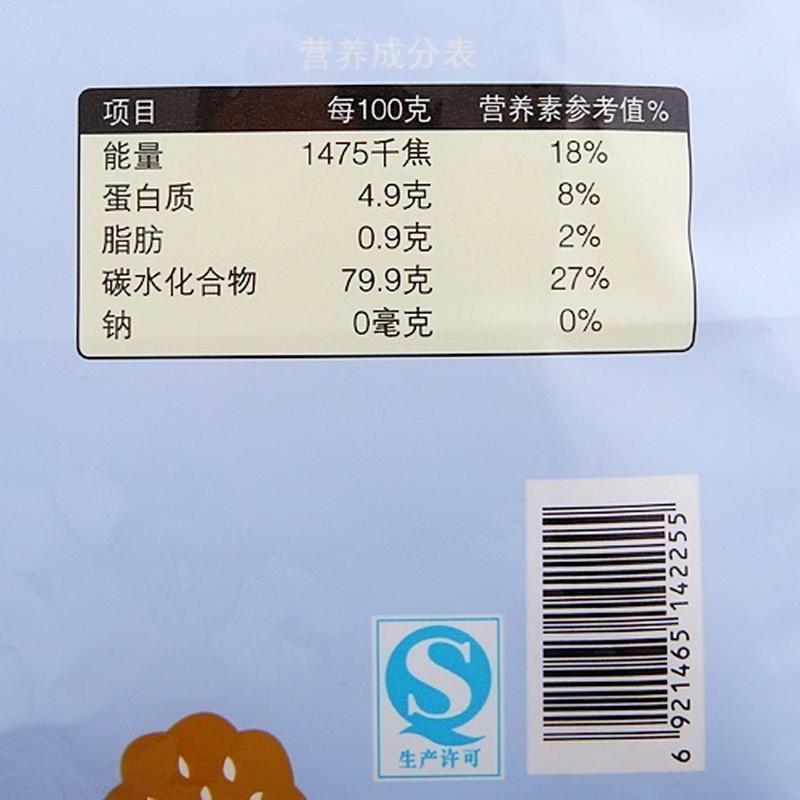 营养成分表
项目 每100克 营养素参考值%
能量 1475千焦 18%
蛋白质 4.9克 8%
脂肪 0.9克 2%
碳水化合物 79.9克 27%
钠 0毫克 0%
6 921465 142255
生产许可